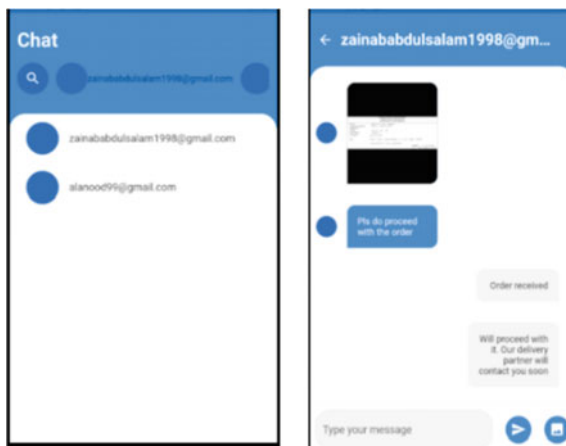 Chat
zainababdulsalam1998@gmail.com
zainababdulsalam1998@gmail.com
alanood99@gmail.com
← zainababdulsalam1998@gm...
Pls do proceed
with the order
Order received
Will proceed with
it. Our delivery
partner will
contact you soon
Type your message